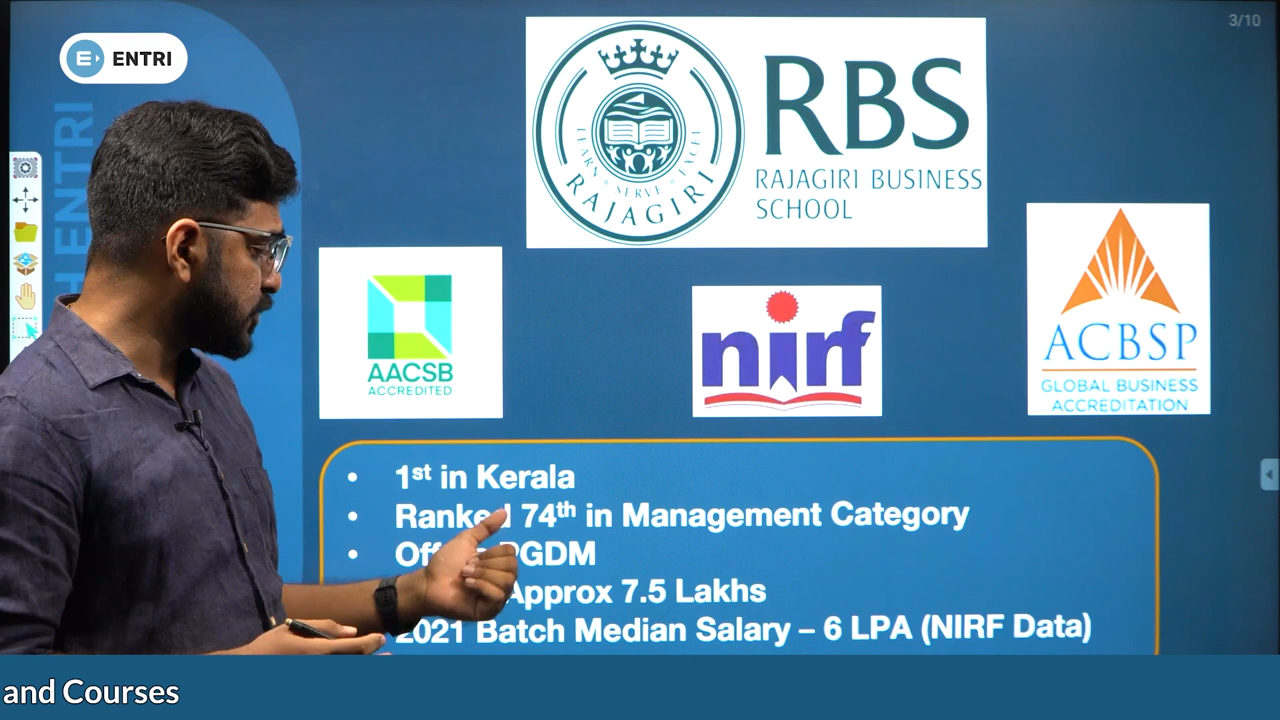 3/10
ENTRI
ENTRI
LEARN • SERVE • EXCEL
RAJAGIRI
RBS
RAJAGIRI BUSINESS
SCHOOL
AACSB
ACCREDITED
nirf
ACBSP
GLOBAL BUSINESS
ACCREDITATION
• 1st in Kerala
• Ranked 74th in Management Category
• PGDM
Approx 7.5 Lakhs
2021 Batch Median Salary – 6 LPA (NIRF Data)
and Courses